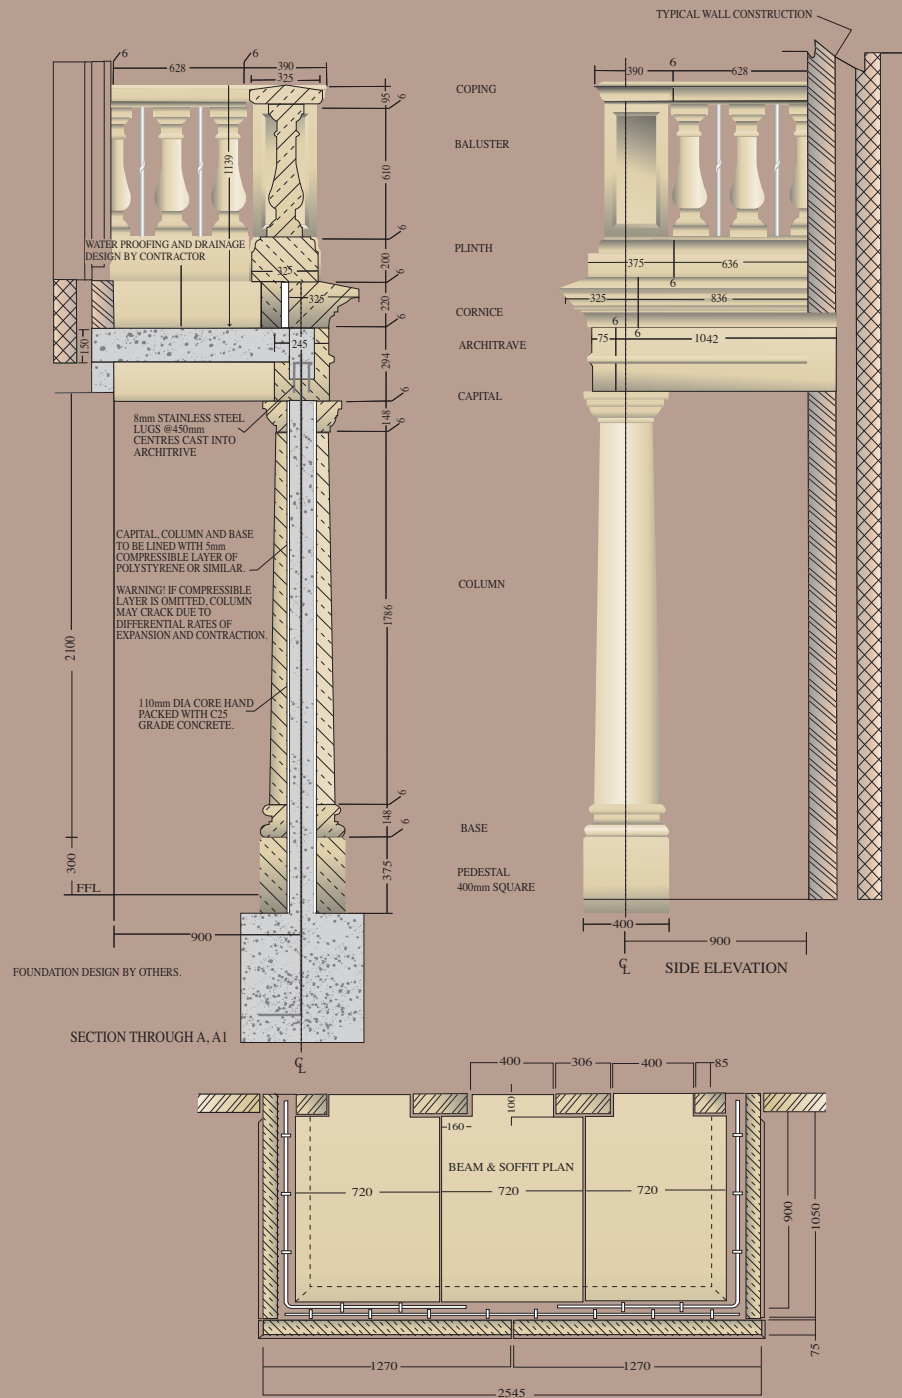 TYPICAL WALL CONSTRUCTION
6
6
628
390
325
95
6
COPING
390
6
628
BALUSTER
1139
610
WATER PROOFING AND DRAINAGE
DESIGN BY CONTRACTOR
6
PLINTH
325
200
375
636
6
6
325
220
325
836
CORNICE
6
6
6
150
245
ARCHITRAVE
75
1042
294
6
CAPITAL
8mm STAINLESS STEEL
LUGS @450mm
CENTRES CAST INTO
ARCHITRIVE
148
6
CAPITAL, COLUMN AND BASE
TO BE LINED WITH 5mm
COMPRESSIBLE LAYER OF
POLYSTYRENE OR SIMILAR.
WARNING! IF COMPRESSIBLE
LAYER IS OMITTED, COLUMN
MAY CRACK DUE TO
DIFFERENTIAL RATES OF
EXPANSION AND CONTRACTION.
COLUMN
1786
2100
110mm DIA CORE HAND
PACKED WITH C25
GRADE CONCRETE.
6
148
6
BASE
300
375
PEDESTAL
400mm SQUARE
FFL
400
900
900
CL
SIDE ELEVATION
FOUNDATION DESIGN BY OTHERS.
SECTION THROUGH A, A1
CL
400
306
400
85
100
160
BEAM & SOFFIT PLAN
720
720
720
900
1050
75
1270
1270
2545